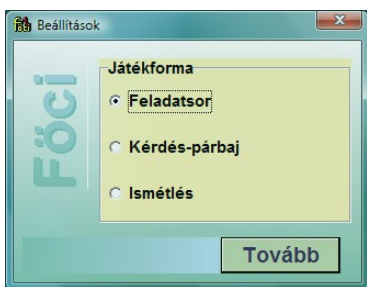 Beállítások
Föci
Játékforma
Feladatsor
Kérdés-párbaj
Ismétlés
Tovább